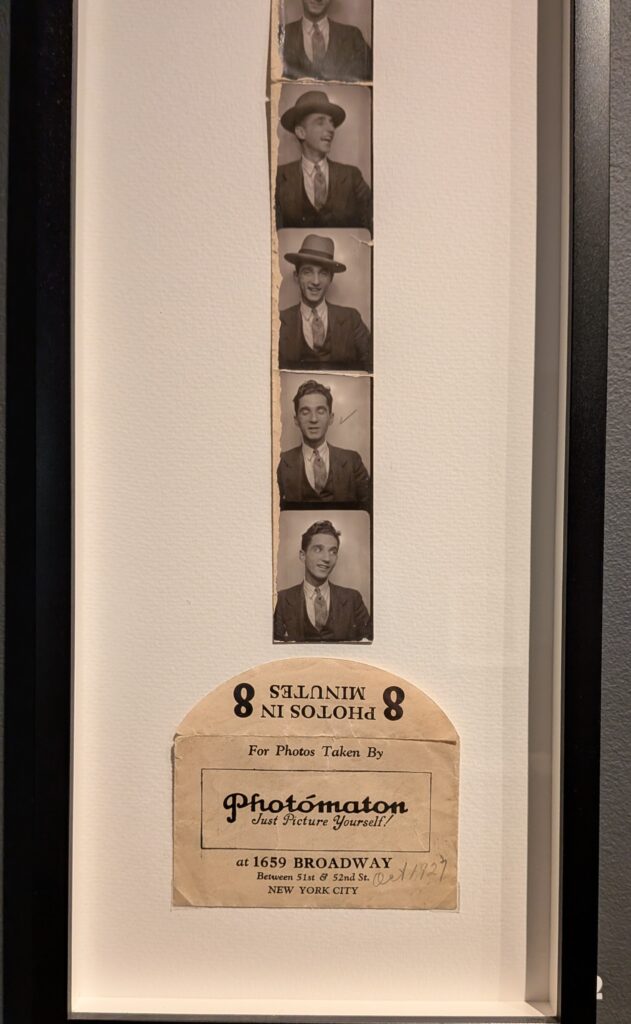 8 PHOTOS IN 8
MINUTES
For Photos Taken By
Photómaton
Just Picture Yourself!
at 1659 BROADWAY
Between 51st & 52nd St.
Oct 1927
NEW YORK CITY
2